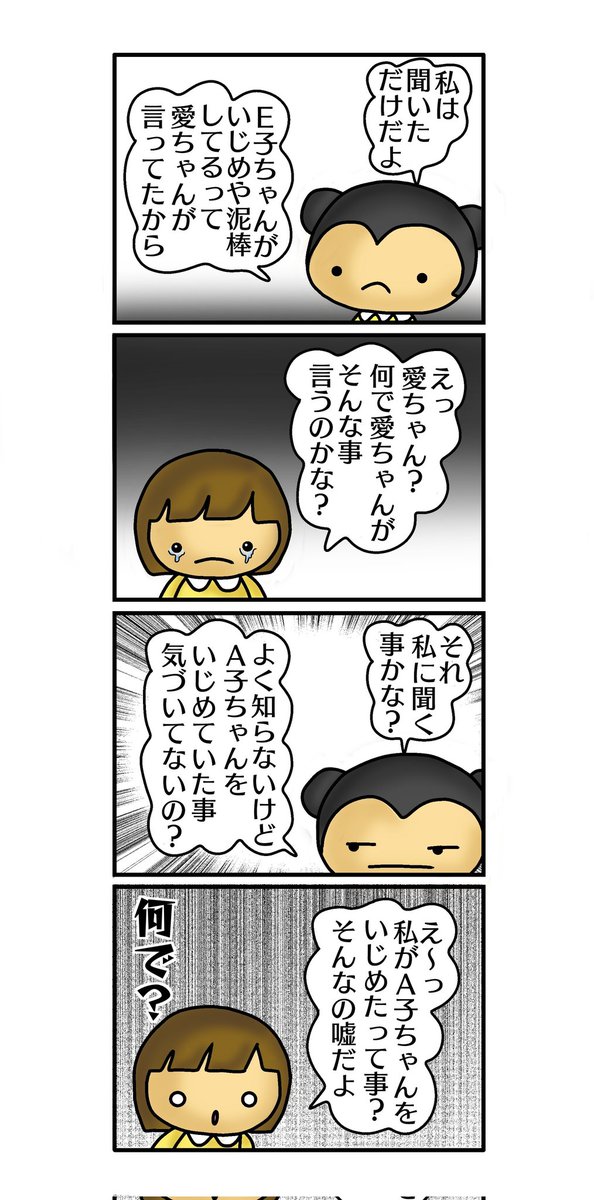 私は
聞いた
だけだよ
E子ちゃんが
いじめや泥棒
してるって
愛ちゃんが
言ってたから
えっ
愛ちゃん?
何で愛ちゃんが
そんな事
言うのかな?
それ
私に聞く
事かな?
よく知らないけど
A子ちゃんを
いじめていた事
気づいてないの?
え〜っ
私がA子ちゃんを
いじめたって事?
そんなの嘘だよ
何で?